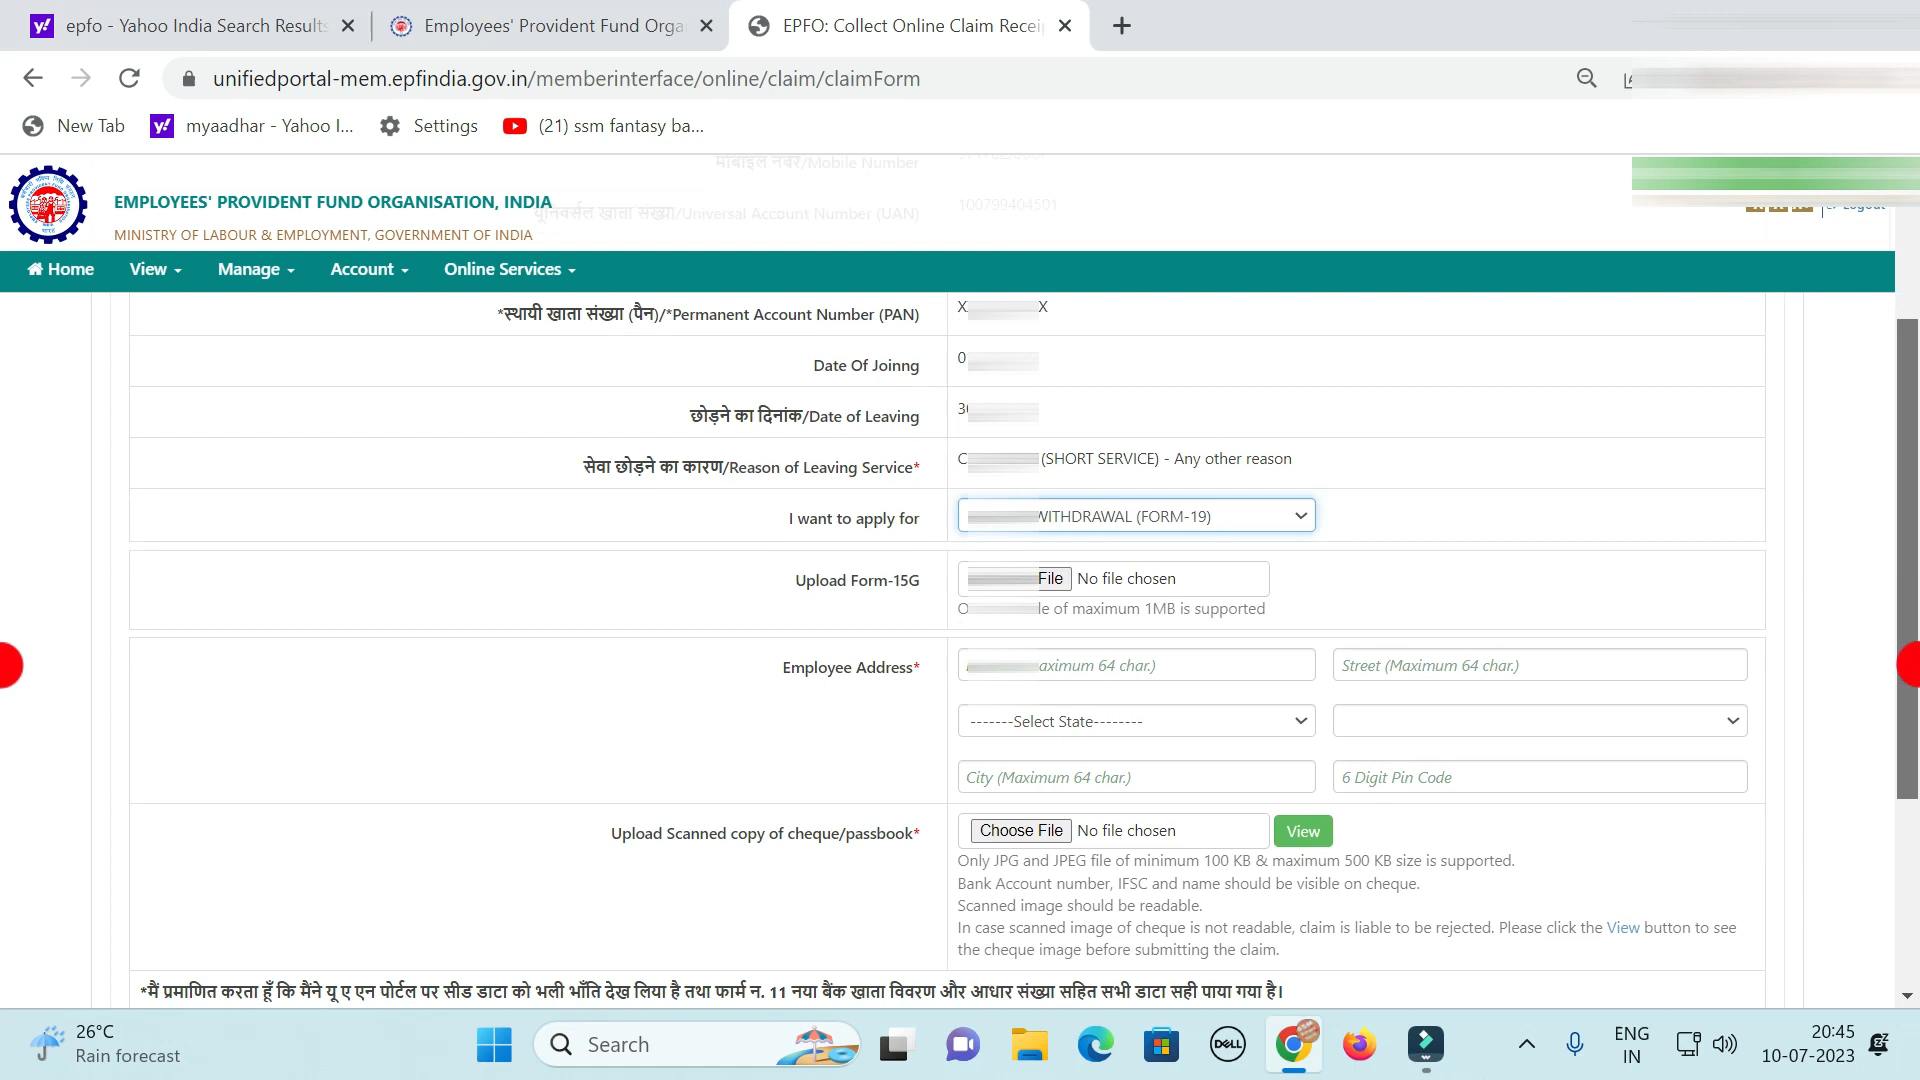 epfo - Yahoo India Search Results
Employees' Provident Fund Orga
EPFO: Collect Online Claim Recei
unifiedportal-mem.epfindia.gov.in/memberinterface/online/claim/claimForm
New Tab
myaadhar - Yahoo I...
Settings
(21) ssm fantasy ba...
मोबाइल नंबर/Mobile Number
EMPLOYEES' PROVIDENT FUND ORGANISATION, INDIA
यूनिवर्सल खाता संख्या/Universal Account Number (UAN)
100799404501
MINISTRY OF LABOUR & EMPLOYMENT, GOVERNMENT OF INDIA
Logout
Home
View
Manage
Account
Online Services
*स्थायी खाता संख्या (पैन)/*Permanent Account Number (PAN)
X X
Date Of Joinng
0
छोड़ने का दिनांक/Date of Leaving
3
सेवा छोड़ने का कारण/Reason of Leaving Service*
C (SHORT SERVICE) - Any other reason
I want to apply for
WITHDRAWAL (FORM-19)
Upload Form-15G
File No file chosen
of maximum 1MB is supported
Employee Address*
aximum 64 char.)
Street (Maximum 64 char.)
-------Select State--------
City (Maximum 64 char.)
6 Digit Pin Code
Upload Scanned copy of cheque/passbook*
Choose File No file chosen
View
Only JPG and JPEG file of minimum 100 KB & maximum 500 KB size is supported.
Bank Account number, IFSC and name should be visible on cheque.
Scanned image should be readable.
In case scanned image of cheque is not readable, claim is liable to be rejected. Please click the View button to see
the cheque image before submitting the claim.
*मैं प्रमाणित करता हूँ कि मैंने यू ए एन पोर्टल पर सीड डाटा को भली भाँति देख लिया है तथा फार्म न. 11 नया बैंक खाता विवरण और आधार संख्या सहित सभी डाटा सही पाया गया है।
26°C
Rain forecast
Search
DELL
ENG
IN
20:45
10-07-2023